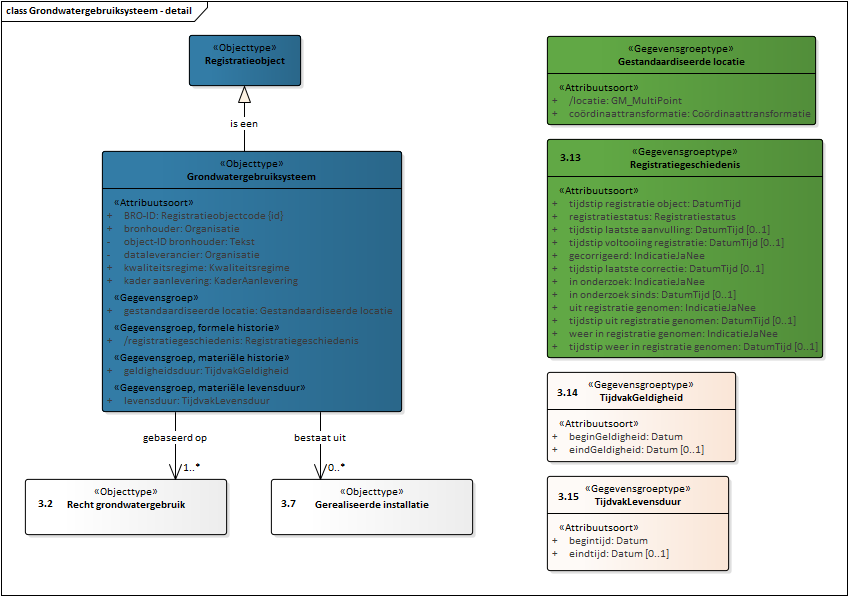 class Grondwatergebruiksysteem - detail
«Objecttype»
Registratieobject
is een
«Objecttype»
Grondwatergebruiksysteem
«Attribuutsoort»
+ BRO-ID: Registratieobjectcode [id]
+ bronhouder: Organisatie
- object-ID bronhouder: Tekst
- dataleverancier: Organisatie
+ kwaliteitsregime: Kwaliteitsregime
+ kader aanlevering: KaderAanlevering
«Gegevensgroep»
+ gestandaardiseerde locatie: Gestandaardiseerde locatie
«Gegevensgroep, formele historie»
+ /registratiegeschiedenis: Registratiegeschiedenis
«Gegevensgroep, materiële historie»
+ geldigheidsduur: TijdvakGeldigheid
«Gegevensgroep, materiële levensduur»
+ levensduur: TijdvakLevensduur
gebaseerd op
1..*
bestaat uit
0..*
«Objecttype»
3.2 Recht grondwatergebruik
«Objecttype»
3.7 Gerealiseerde installatie
«Gegevensgroeptype»
Gestandaardiseerde locatie
«Attribuutsoort»
+ /locatie: GM_MultiPoint
+ coördinaattransformatie: Coördinaattransformatie
«Gegevensgroeptype»
3.13 Registratiegeschiedenis
«Attribuutsoort»
+ tijdstip registratie object: DatumTijd
+ registratiestatus: Registratiestatus
+ tijdstip laatste aanvulling: DatumTijd [0..1]
+ tijdstip voltooiing registratie: DatumTijd [0..1]
+ gecorrigeerd: IndicatieJaNee
+ tijdstip laatste correctie: DatumTijd [0..1]
+ in onderzoek: IndicatieJaNee
+ in onderzoek sinds: DatumTijd [0..1]
+ uit registratie genomen: IndicatieJaNee
+ tijdstip uit registratie genomen: DatumTijd [0..1]
+ weer in registratie genomen: IndicatieJaNee
+ tijdstip weer in registratie genomen: DatumTijd [0..1]
«Gegevensgroeptype»
3.14 TijdvakGeldigheid
«Attribuutsoort»
+ beginGeldigheid: Datum
+ eindGeldigheid: Datum [0..1]
«Gegevensgroeptype»
3.15 TijdvakLevensduur
«Attribuutsoort»
+ begintijd: Datum
+ eindtijd: Datum [0..1]